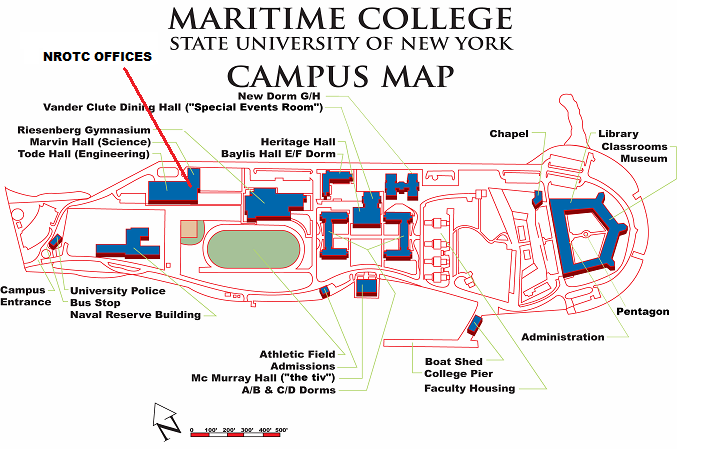 MARITIME COLLEGE
STATE UNIVERSITY OF NEW YORK
NROTC OFFICES
CAMPUS MAP
New Dorm G/H
Vander Clute Dining Hall ("Special Events Room")
Riesenberg Gymnasium
Marvin Hall (Science)
Tode Hall (Engineering)
Heritage Hall
Baylis Hall E/F Dorm
Chapel
Library
Classrooms
Museum
Campus
Entrance
University Police
Bus Stop
Naval Reserve Building
Pentagon
Administration
Athletic Field
Admissions
Mc Murray Hall ("the tiv")
A/B & C/D Dorms
Boat Shed
College Pier
Faculty Housing
N
0 100' 200' 300' 400' 500'